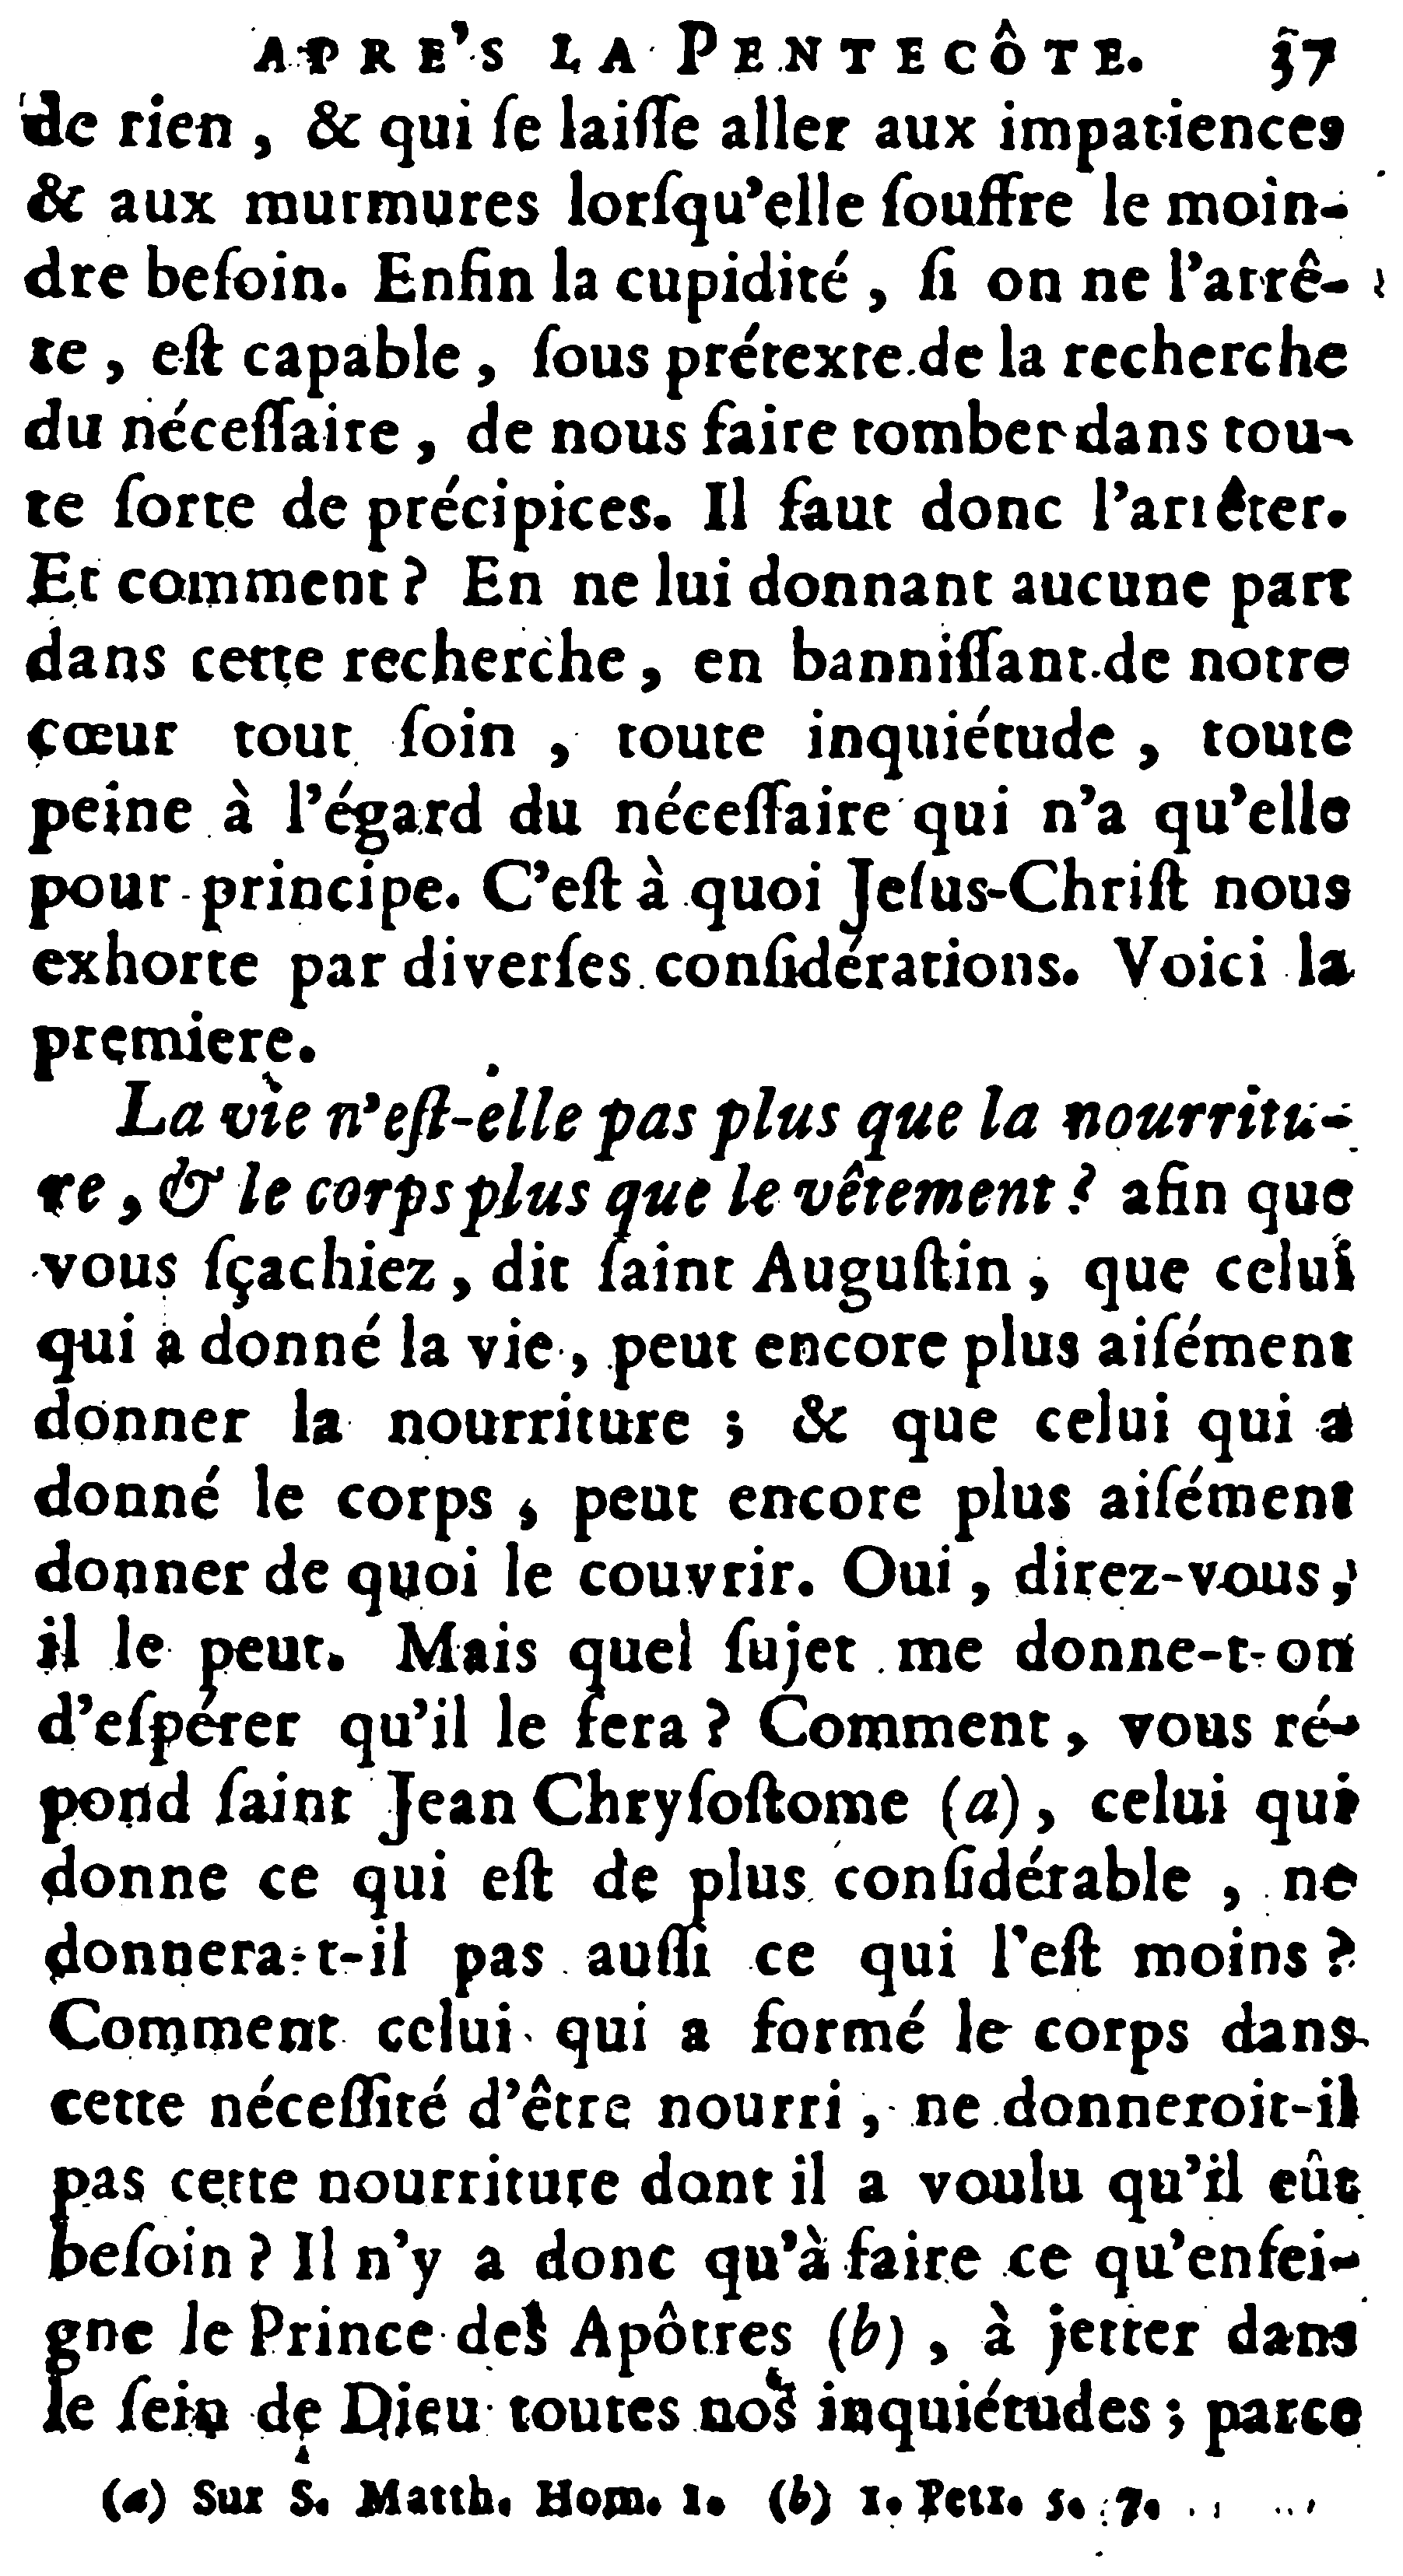 APRE'S LA PENTECÔTE. 37
de rien, & qui ſe laiſſe aller aux impatiences
& aux murmures lorſqu'elle ſouffre le moin-
dre beſoin. Enfin la cupidité, ſi on ne l'arrê-
te, eſt capable, ſous prétexte de la recherche
du néceſſaire, de nous faire tomber dans tou-
te ſorte de précipices. Il faut donc l'arrêter.
Et comment? En ne lui donnant aucune part
dans cette recherche, en banniſſant de notre
cœur tout ſoin, toute inquiétude, toute
peine à l'égard du néceſſaire qui n'a qu'elle
pour principe. C'eſt à quoi Jeſus-Chriſt nous
exhorte par diverſes conſidérations. Voici la
premiere.
La vie n'eſt-elle pas plus que la nourritu-
re, & le corps plus que le vêtement? afin que
vous ſçachiez, dit ſaint Auguſtin, que celui
qui a donné la vie, peut encore plus aiſément
donner la nourriture; & que celui qui a
donné le corps, peut encore plus aiſément
donner de quoi le couvrir. Oui, direz-vous,
il le peut. Mais quel ſujet me donne-t-on
d'eſpérer qu'il le fera? Comment, vous ré-
pond ſaint Jean Chryſoſtome (a), celui qui
donne ce qui eſt de plus conſidérable, ne
donnera-t-il pas auſſi ce qui l'eſt moins?
Comment celui qui a formé le corps dans
cette néceſſité d'être nourri, ne donneroit-il
pas cette nourriture dont il a voulu qu'il eût
beſoin? Il n'y a donc qu'à faire ce qu'enſei-
gne le Prince des Apôtres (b), à jetter dans
le ſein de Dieu toutes nos inquiétudes; parce
(a) Sur S. Matth. Hom. 1. (b) 1. Petr. 5. 7.